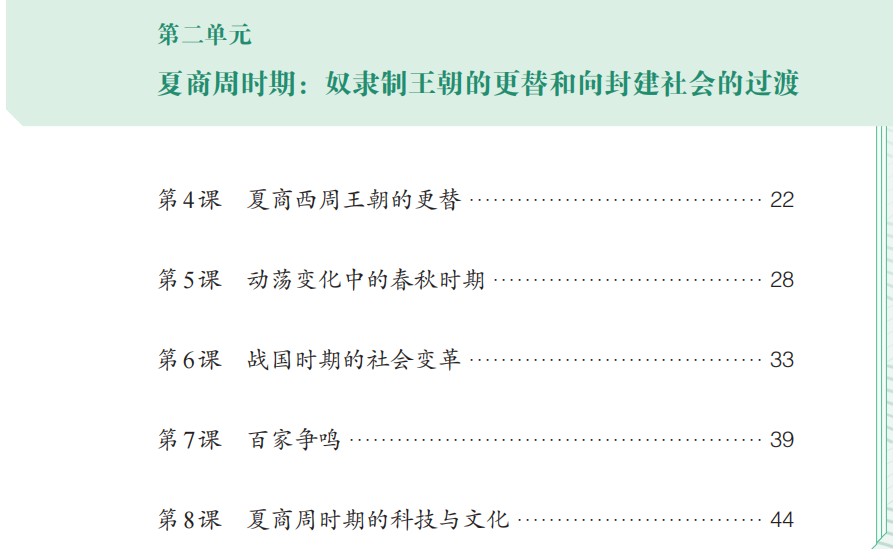 第二单元
夏商周时期：奴隶制王朝的更替和向封建社会的过渡
第4课 夏商西周王朝的更替 ………………………………… 22
第5课 动荡变化中的春秋时期 ……………………………… 28
第6课 战国时期的社会变革 ………………………………… 33
第7课 百家争鸣 ……………………………………………… 39
第8课 夏商周时期的科技与文化 …………………………… 44